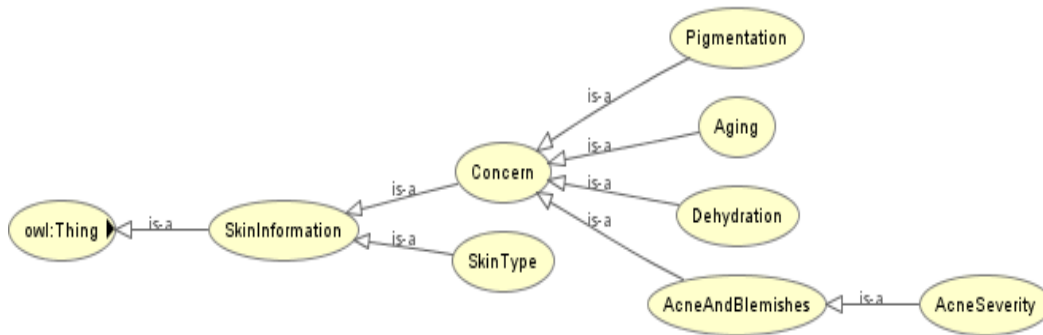 Pigmentation
is-a
Aging
is-a
Concern
is-a
is-a
Dehydration
is-a
owl:Thing
is-a
SkinInformation
is-a
SkinType
AcneAndBlemishes
is-a
AcneSeverity